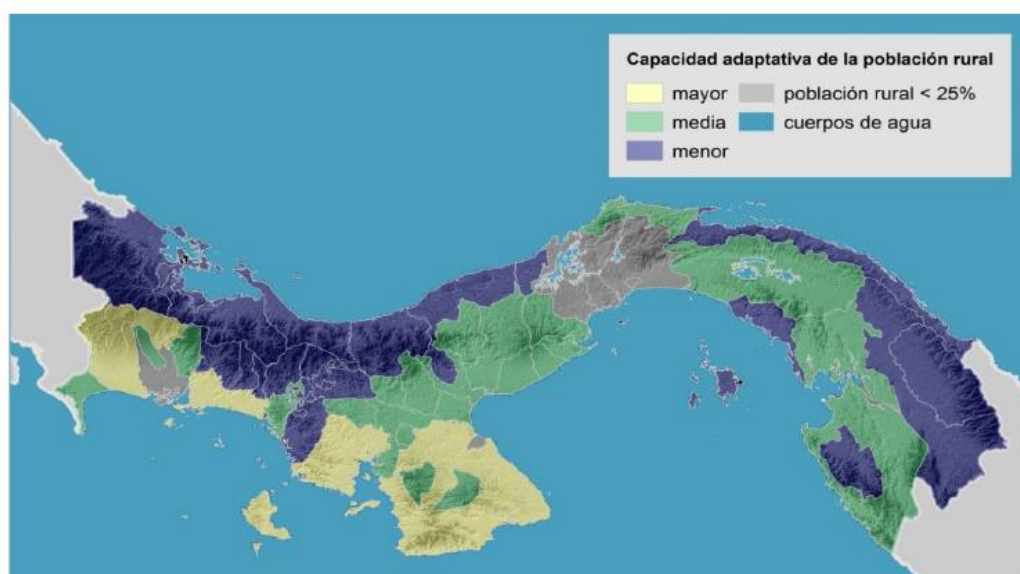 Capacidad adaptativa de la población rural
mayor
población rural < 25%
media
cuerpos de agua
menor